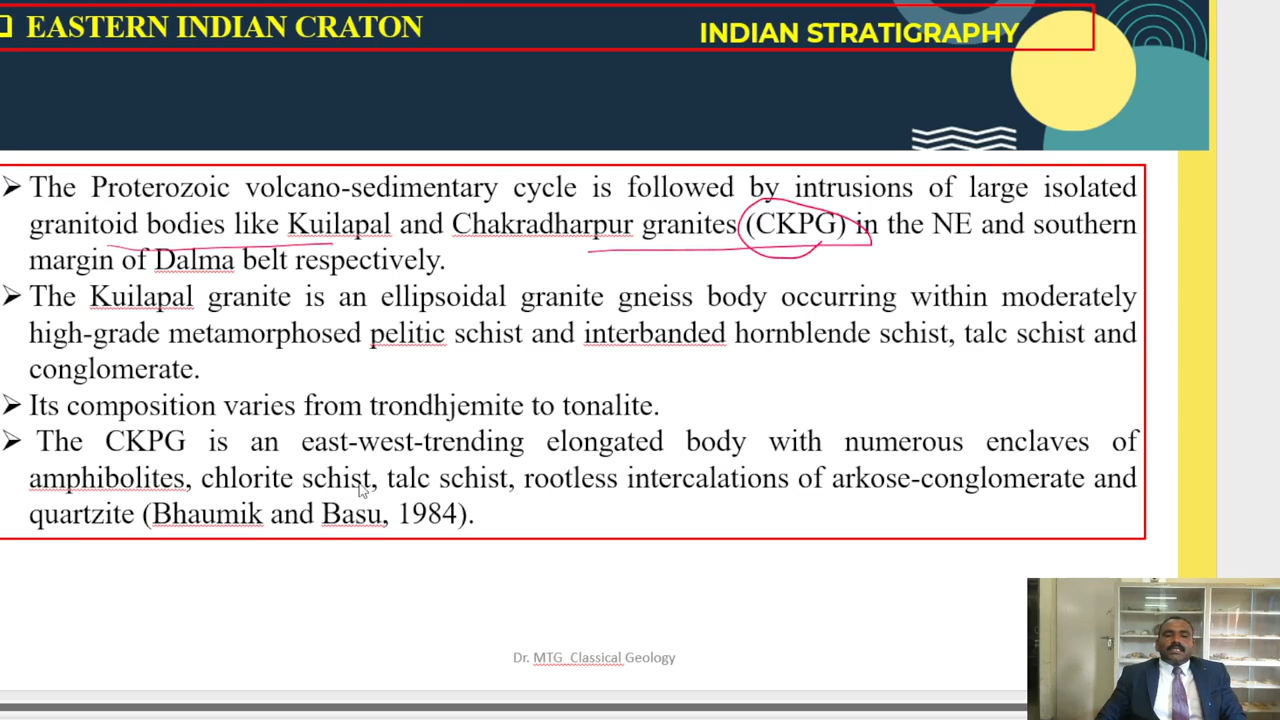 EASTERN INDIAN CRATON
INDIAN STRATIGRAPHY
The Proterozoic volcano-sedimentary cycle is followed by intrusions of large isolated
granitoid bodies like Kuilapal and Chakradharpur granites (CKPG) in the NE and southern
margin of Dalma belt respectively.
The Kuilapal granite is an ellipsoidal granite gneiss body occurring within moderately
high-grade metamorphosed pelitic schist and interbanded hornblende schist, talc schist and
conglomerate.
Its composition varies from trondhjemite to tonalite.
The CKPG is an east-west-trending elongated body with numerous enclaves of
amphibolites, chlorite schist, talc schist, rootless intercalations of arkose-conglomerate and
quartzite (Bhaumik and Basu, 1984).
Dr. MTG Classical Geology